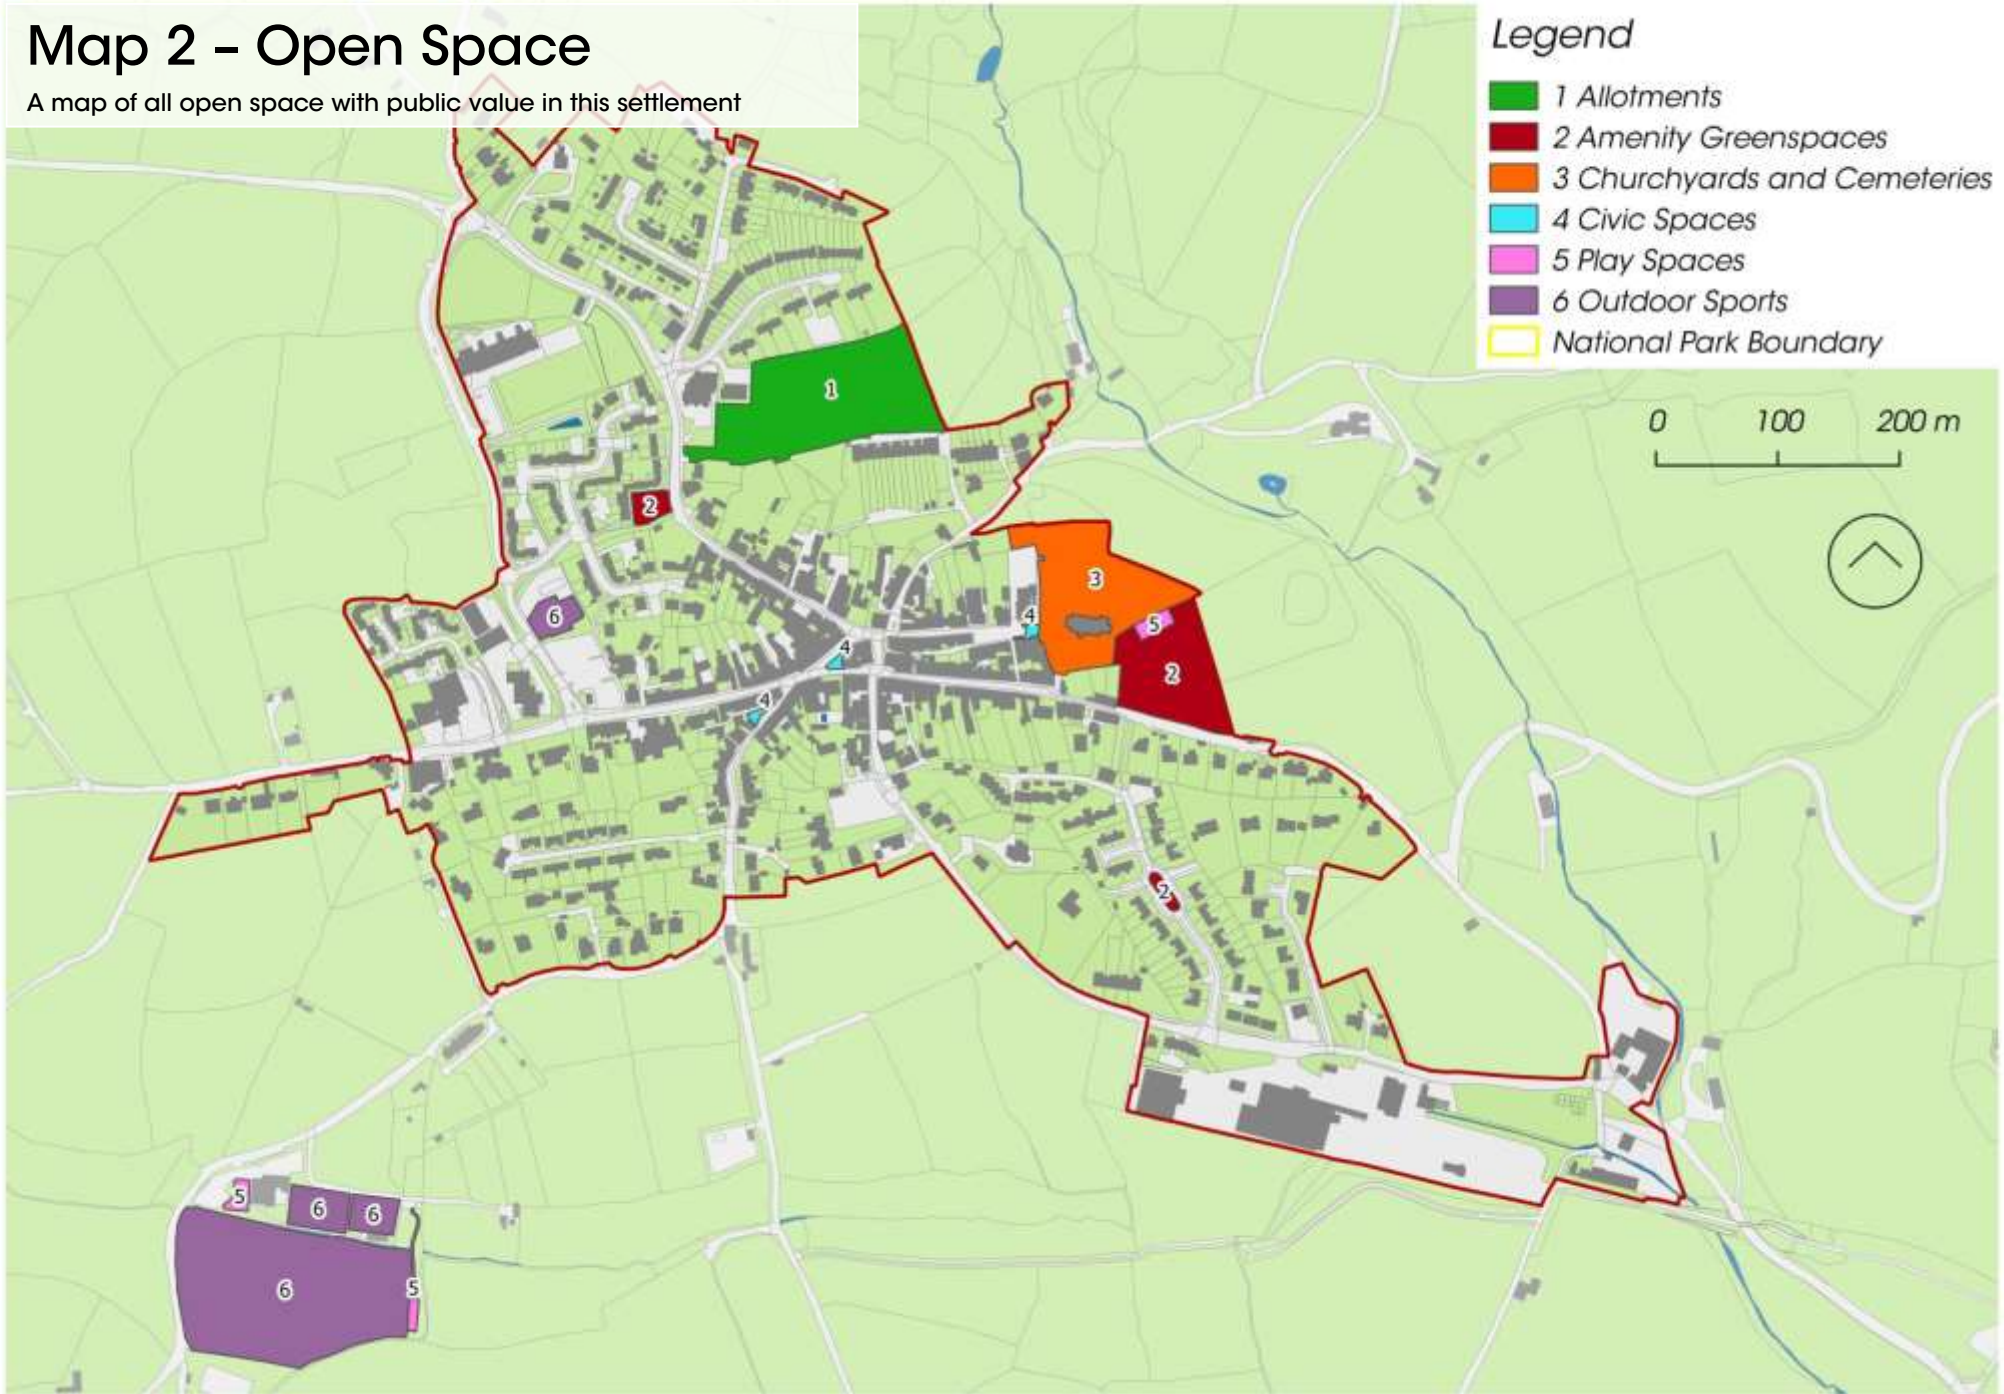 Map 2 – Open Space
A map of all open space with public value in this settlement
Legend
1 Allotments
2 Amenity Greenspaces
3 Churchyards and Cemeteries
4 Civic Spaces
5 Play Spaces
6 Outdoor Sports
National Park Boundary
0 100 200 m
1
2
3
6
4
5
4
2
4
2
5
6
6
6
5